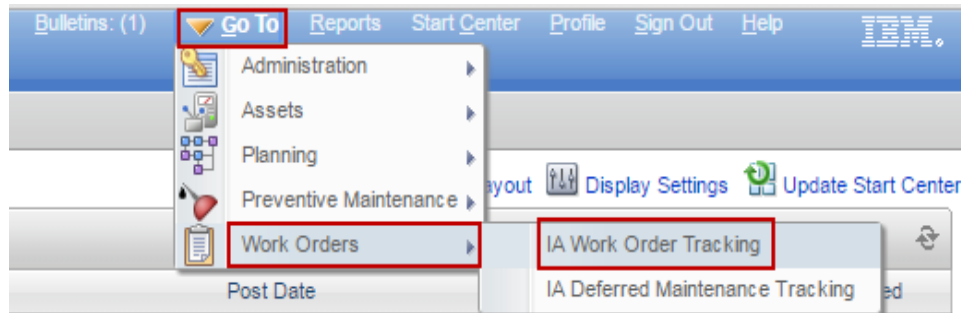 Bulletins: (1) Go To Reports Start Center Profile Sign Out Help IBM.
Administration
Assets
Planning
ayout Display Settings Update Start Center
Preventive Maintenance
Work Orders IA Work Order Tracking
Post Date IA Deferred Maintenance Tracking ed